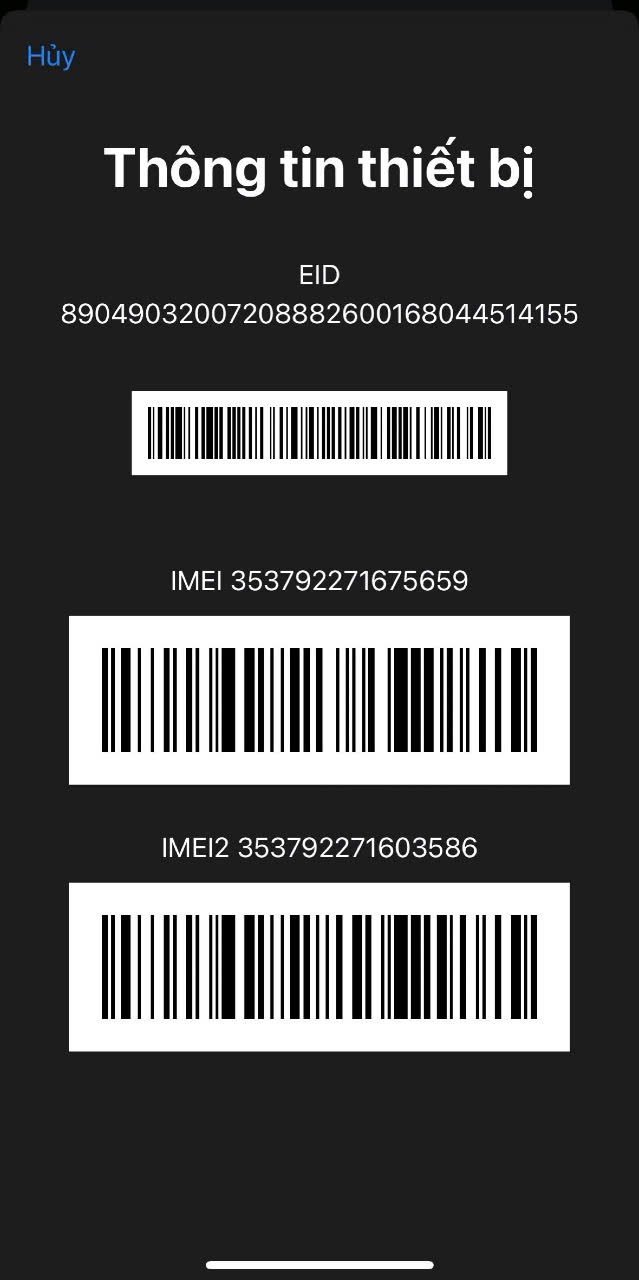 Hủy
Thông tin thiết bị
EID
89049032007208882600168044514155
IMEI 353792271675659
IMEI2 353792271603586